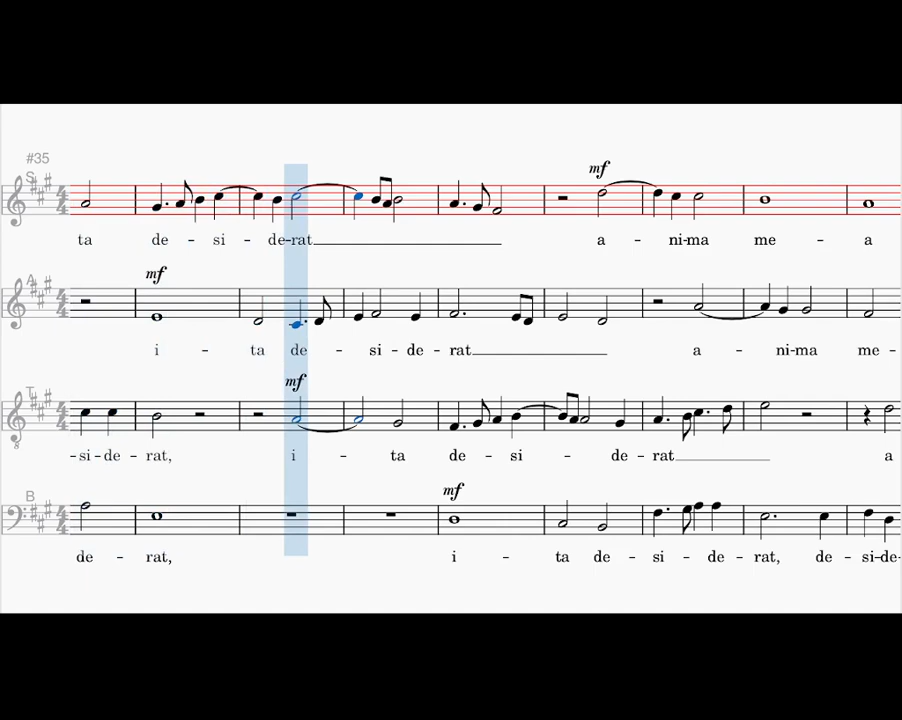 #35
S
mf
ta de - si - de-rat a - ni-ma me - a
A
mf
i - ta de - si - de - rat a - ni-ma me -
T
mf
-si-de - rat, i - ta de - si - de - rat a
B
mf
de - rat, i - ta de - si - de - rat, de - si-de-